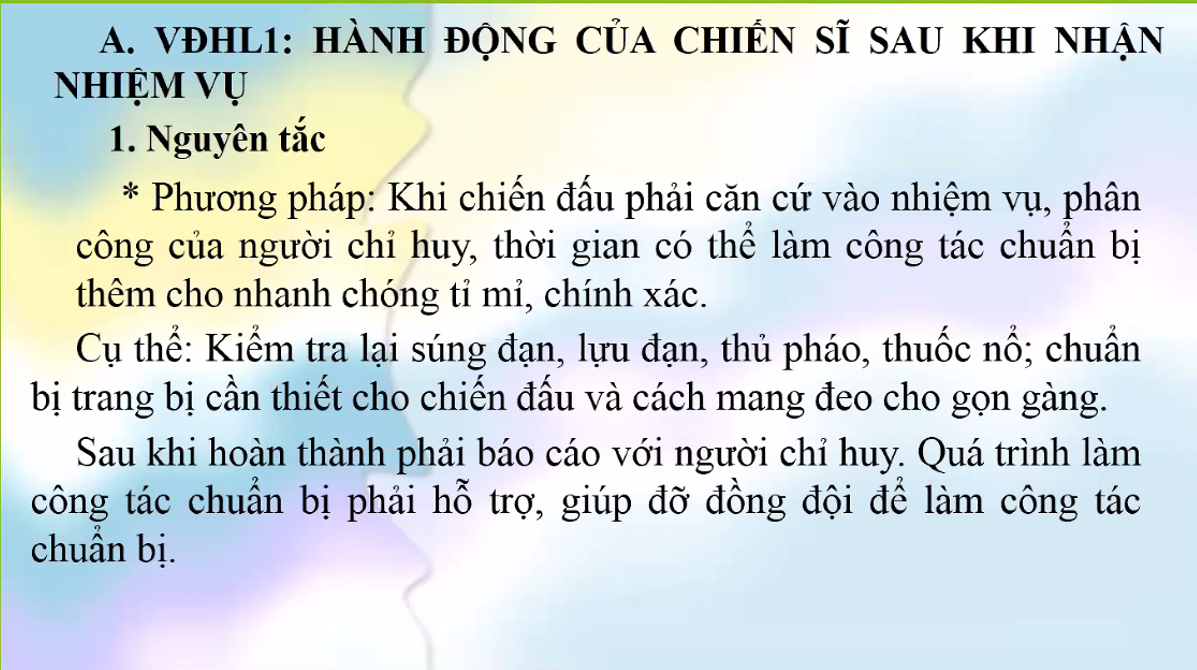 A. VĐHL1: HÀNH ĐỘNG CỦA CHIẾN SĨ SAU KHI NHẬN
NHIỆM VỤ
1. Nguyên tắc
* Phương pháp: Khi chiến đấu phải căn cứ vào nhiệm vụ, phân
công của người chỉ huy, thời gian có thể làm công tác chuẩn bị
thêm cho nhanh chóng tỉ mỉ, chính xác.
Cụ thể: Kiểm tra lại súng đạn, lựu đạn, thủ pháo, thuốc nổ; chuẩn
bị trang bị cần thiết cho chiến đấu và cách mang đeo cho gọn gàng.
Sau khi hoàn thành phải báo cáo với người chỉ huy. Quá trình làm
công tác chuẩn bị phải hỗ trợ, giúp đỡ đồng đội để làm công tác
chuẩn bị.